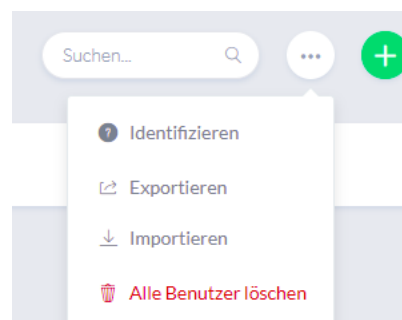 Suchen...
Identifizieren
Exportieren
Importieren
Alle Benutzer löschen